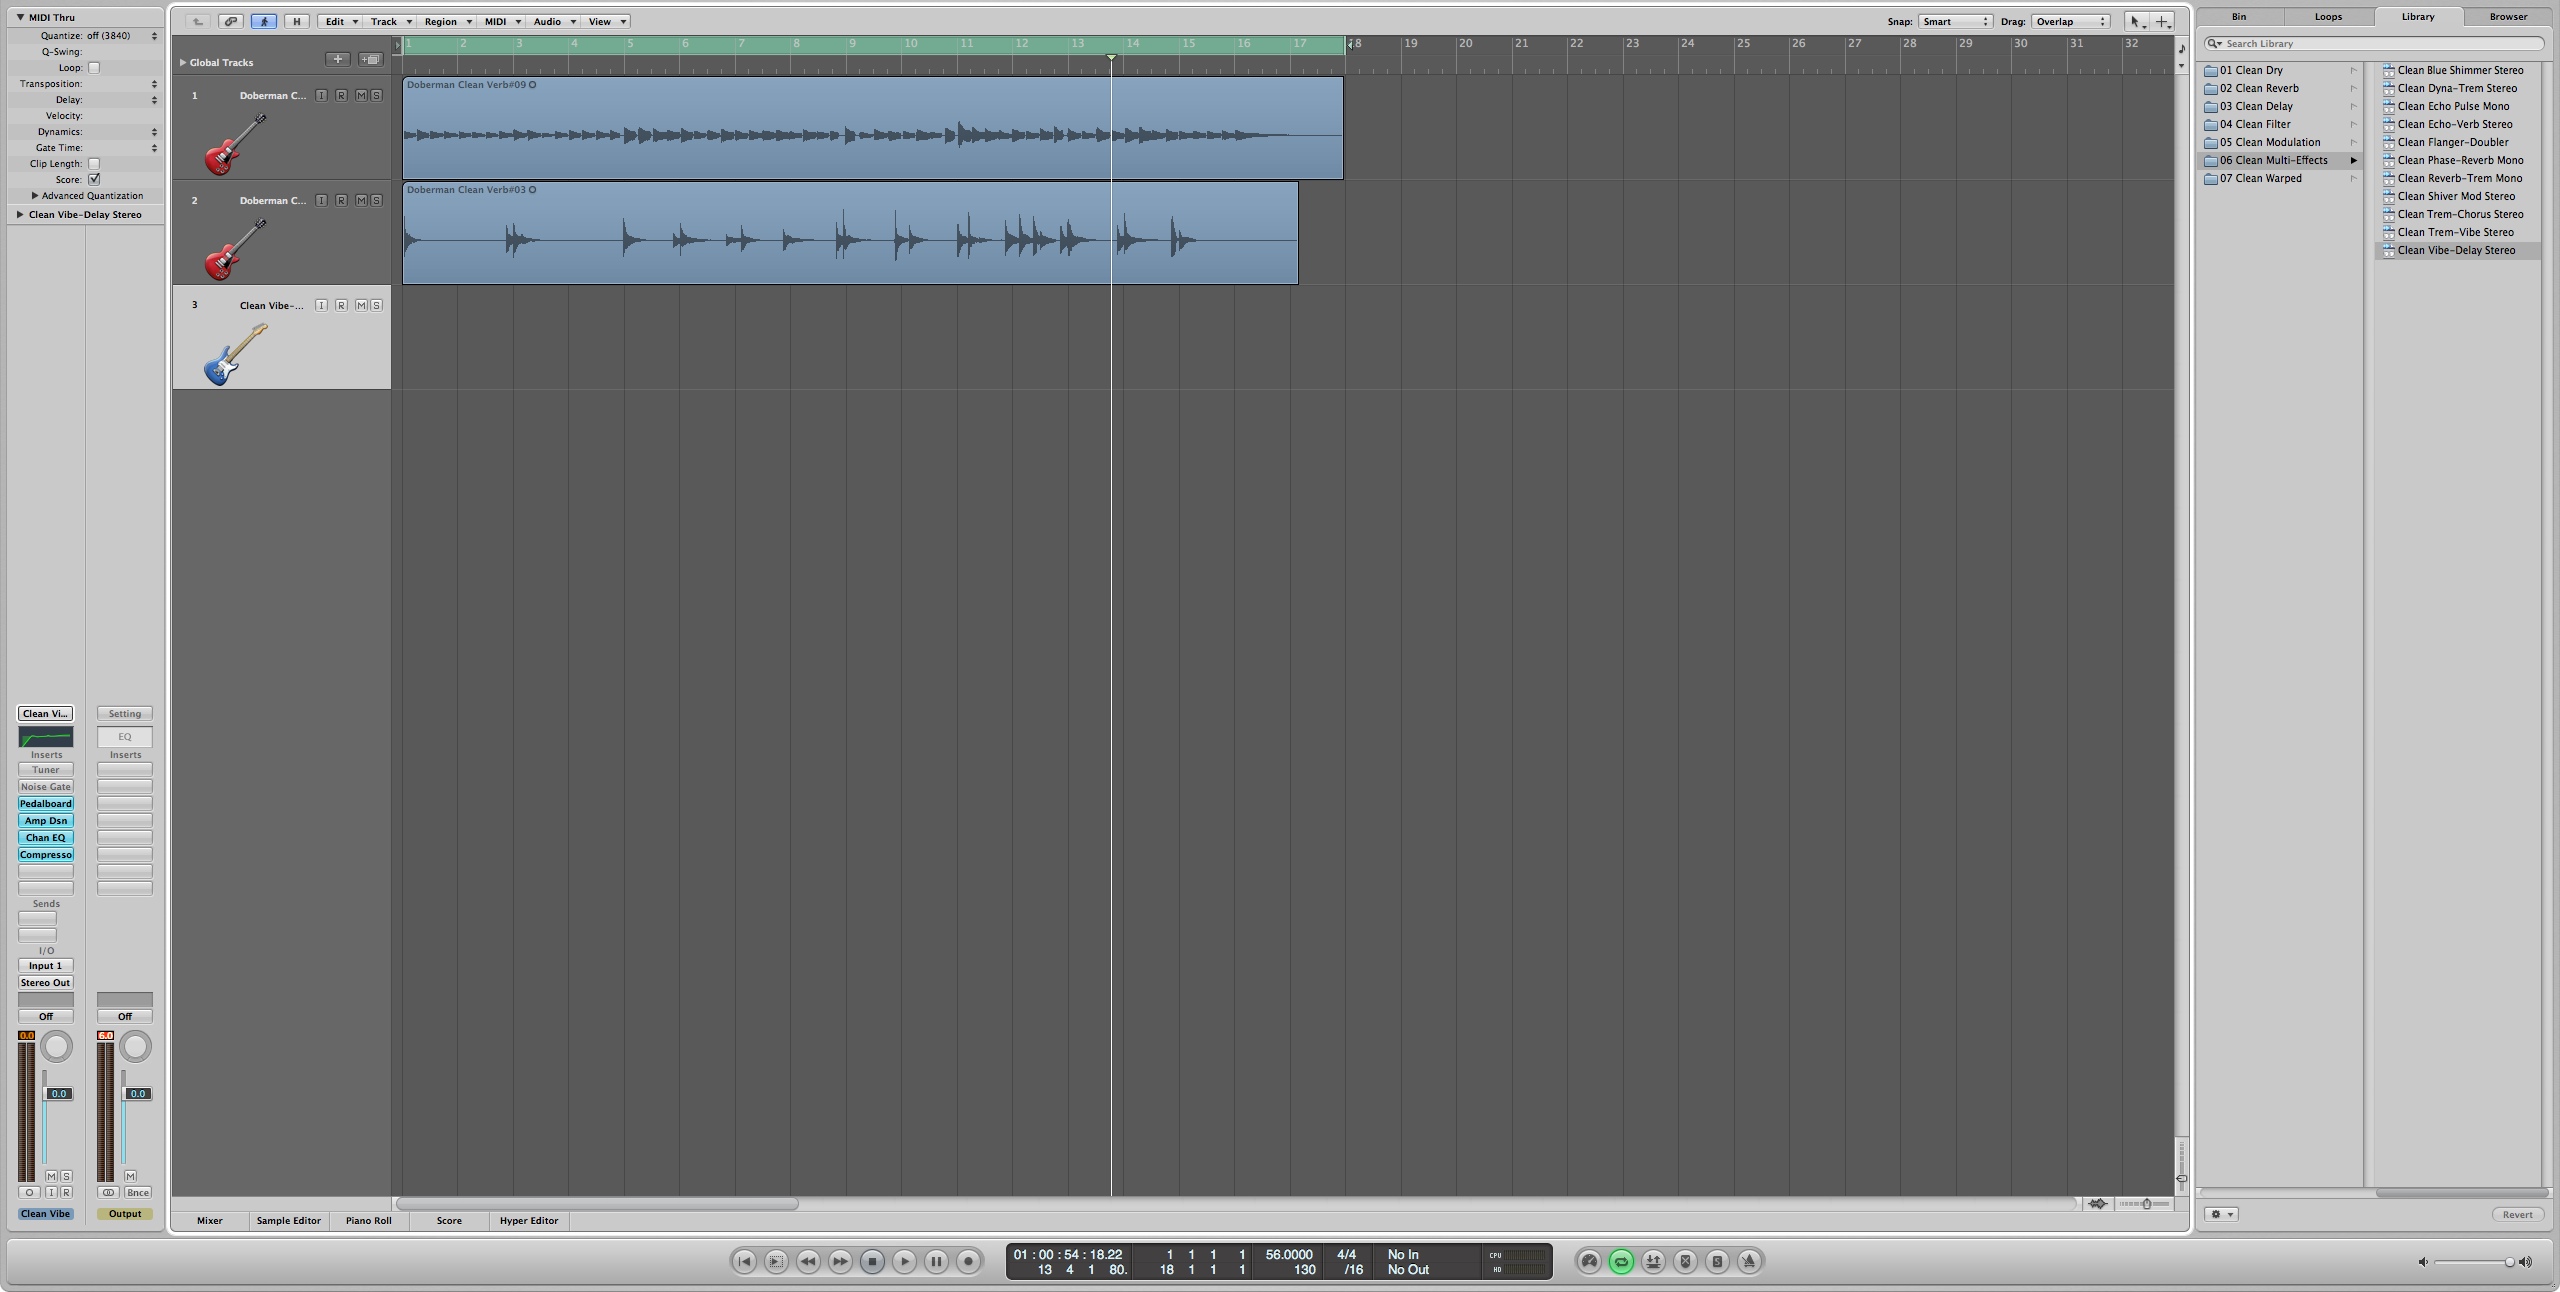 MIDI Thru
Quantize: off (3840)
Q-Swing:
Loop:
Transposition:
Delay:
Velocity:
Dynamics:
Gate Time:
Clip Length:
Score:
Advanced Quantization
Clean Vibe-Delay Stereo
H Edit Track Region MIDI Audio View
Snap: Smart Drag: Overlap
Global Tracks
1 2 3 4 5 6 7 8 9 10 11 12 13 14 15 16 17 18 19 20 21 22 23 24 25 26 27 28 29 30 31 32
1 Doberman C... I R M S
Doberman Clean Verb#09
2 Doberman C... I R M S
Doberman Clean Verb#03
3 Clean Vibe-... I R M S
Bin Loops Library Browser
Search Library
01 Clean Dry
02 Clean Reverb
03 Clean Delay
04 Clean Filter
05 Clean Modulation
06 Clean Multi-Effects
07 Clean Warped
Clean Blue Shimmer Stereo
Clean Dyna-Trem Stereo
Clean Echo Pulse Mono
Clean Echo-Verb Stereo
Clean Flanger-Doubler
Clean Phase-Reverb Mono
Clean Reverb-Trem Mono
Clean Shiver Mod Stereo
Clean Trem-Chorus Stereo
Clean Trem-Vibe Stereo
Clean Vibe-Delay Stereo
Clean Vi... Setting
EQ
Inserts Inserts
Tuner
Noise Gate
Pedalboard
Amp Dsn
Chan EQ
Compresso
Sends
I/O
Input 1
Stereo Out
Off Off
0.0 6.0
0.0 0.0
M S M
I R Bnce
Clean Vibe Output
Mixer Sample Editor Piano Roll Score Hyper Editor
Revert
01 : 00 : 54 : 18.22 1 1 1 1 56.0000 4/4 No In CPU
13 4 1 80. 18 1 1 1 130 /16 No Out HD
S